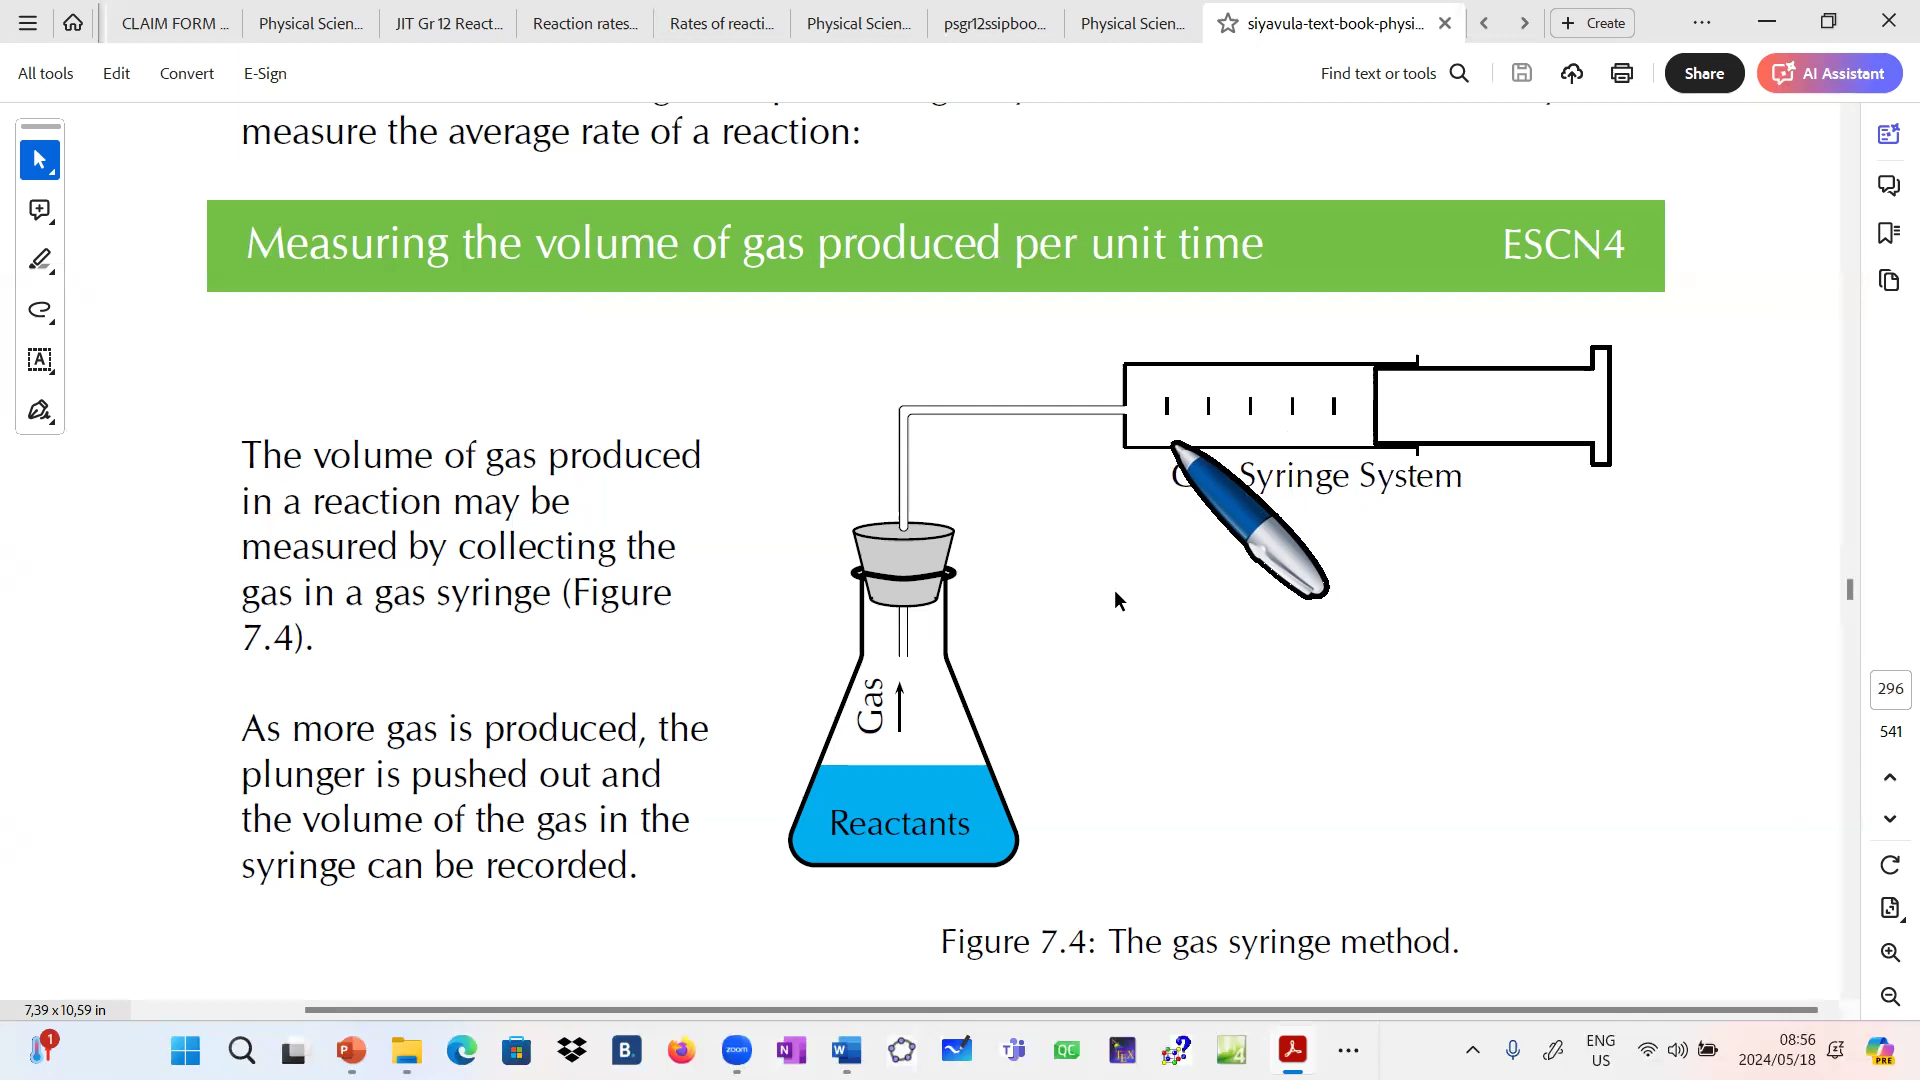 CLAIM FORM ...
Physical Scien...
JIT Gr 12 React...
Reaction rates...
Rates of reacti...
Physical Scien...
psgr12ssipboo...
Physical Scien...
siyavula-text-book-physi...
Create
All tools
Edit
Convert
E-Sign
Find text or tools
Share
AI Assistant
measure the average rate of a reaction:
Measuring the volume of gas produced per unit time ESCN4
The volume of gas produced
in a reaction may be
measured by collecting the
gas in a gas syringe (Figure
7.4).
As more gas is produced, the
plunger is pushed out and
the volume of the gas in the
syringe can be recorded.
Syringe System
Gas
Reactants
Figure 7.4: The gas syringe method.
296
541
7,39 x 10,59 in
1
P
B.
zoom
N
W
QC
TEX
4
ENG
US
08:56
2024/05/18
PRE